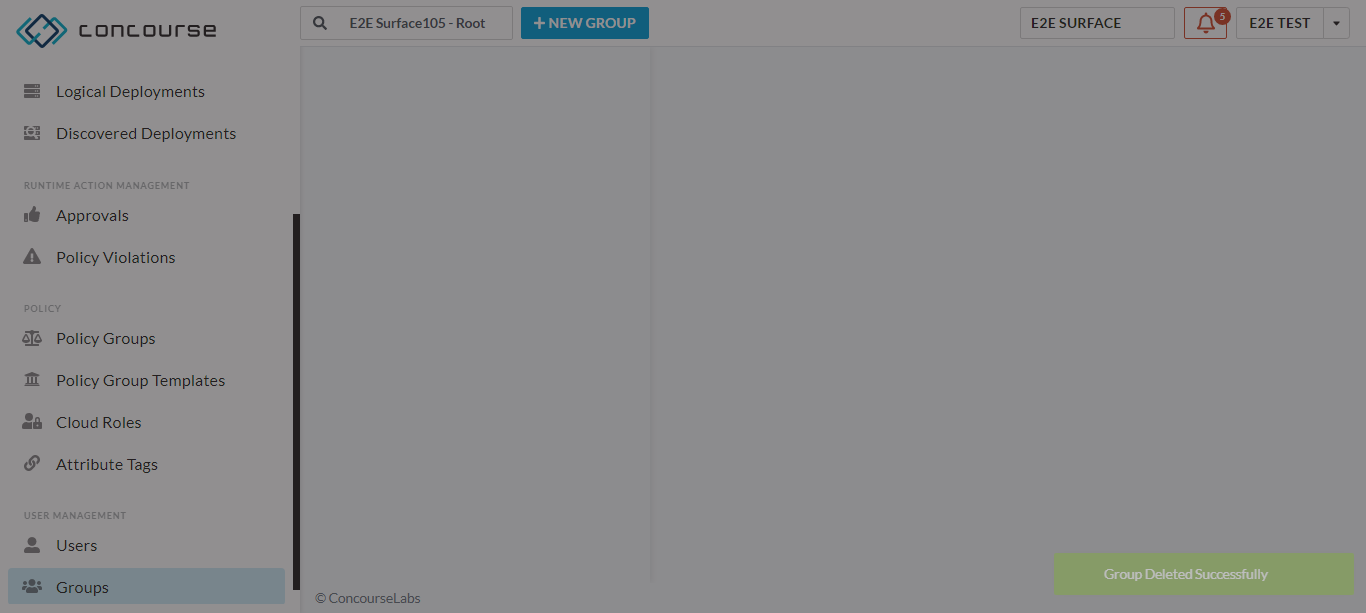 concourse
E2E Surface105 - Root
NEW GROUP
E2E SURFACE
5
E2E TEST
Logical Deployments
Discovered Deployments
RUNTIME ACTION MANAGEMENT
Approvals
Policy Violations
POLICY
Policy Groups
Policy Group Templates
Cloud Roles
Attribute Tags
USER MANAGEMENT
Users
Groups
Group Deleted Successfully
© ConcourseLabs